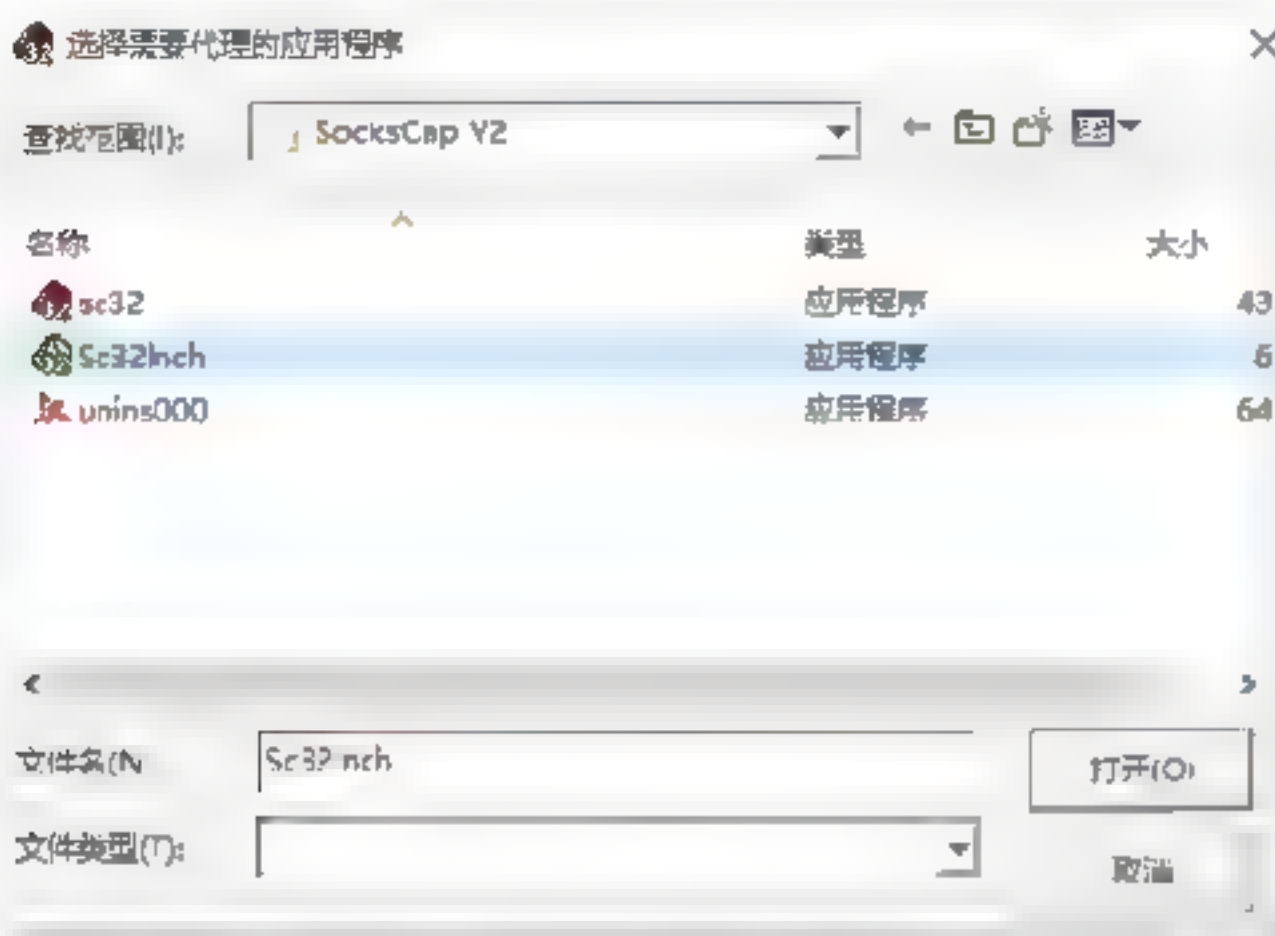 选择需要代理的应用程序
查找范围(I): SocksCap V2
名称 类型 大小
sc32 应用程序 43
Sc32lnch 应用程序 6
unins000 应用程序 64
文件名(N Sc32lnch 打开(O)
文件类型(T): 取消